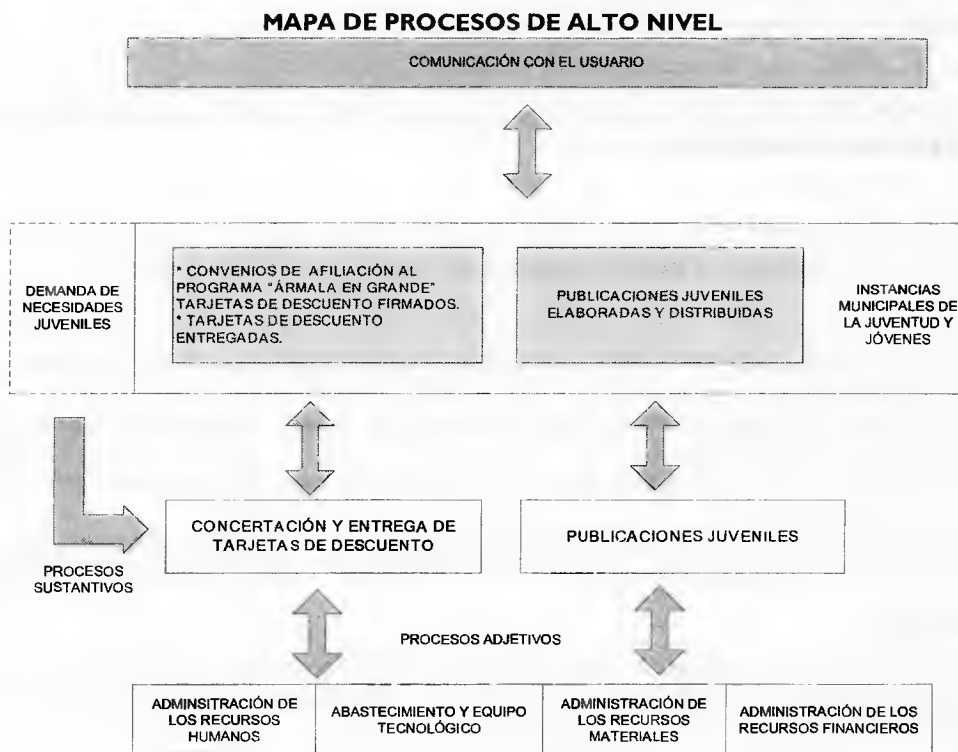 MAPA DE PROCESOS DE ALTO NIVEL
COMUNICACIÓN CON EL USUARIO
DEMANDA DE
NECESIDADES
JUVENILES
* CONVENIOS DE AFILIACIÓN AL
PROGRAMA “ÁRMALA EN GRANDE”
TARJETAS DE DESCUENTO FIRMADOS.
* TARJETAS DE DESCUENTO
ENTREGADAS.
PUBLICACIONES JUVENILES
ELABORADAS Y DISTRIBUIDAS
INSTANCIAS
MUNICIPALES DE
LA JUVENTUD Y
JÓVENES
CONCERTACIÓN Y ENTREGA DE
TARJETAS DE DESCUENTO
PUBLICACIONES JUVENILES
PROCESOS
SUSTANTIVOS
PROCESOS ADJETIVOS
ADMINSITRACIÓN DE
LOS RECURSOS
HUMANOS
ABASTECIMIENTO Y EQUIPO
TECNOLÓGICO
ADMINISTRACIÓN DE
LOS RECURSOS
MATERIALES
ADMINISTRACIÓN DE LOS
RECURSOS FINANCIEROS